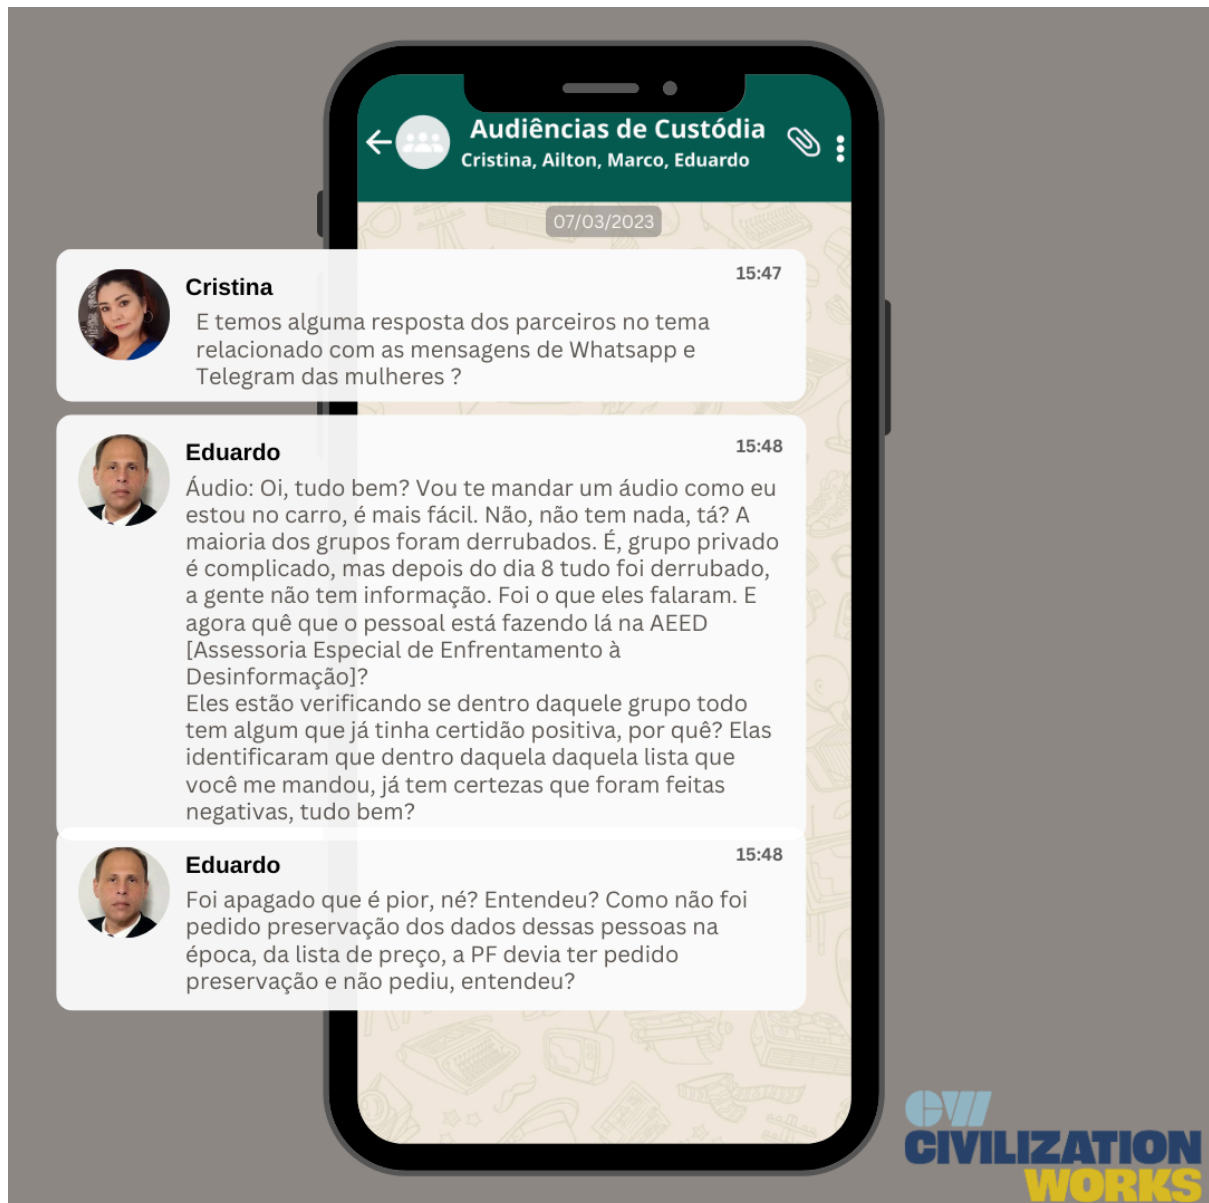 Audiências de Custódia
Cristina, Ailton, Marco, Eduardo
07/03/2023
Cristina
15:47
E temos alguma resposta dos parceiros no tema
relacionado com as mensagens de Whatsapp e
Telegram das mulheres ?
Eduardo
15:48
Áudio: Oi, tudo bem? Vou te mandar um áudio como eu
estou no carro, é mais fácil. Não, não tem nada, tá? A
maioria dos grupos foram derrubados. É, grupo privado
é complicado, mas depois do dia 8 tudo foi derrubado,
a gente não tem informação. Foi o que eles falaram. E
agora quê que o pessoal está fazendo lá na AEED
[Assessoria Especial de Enfrentamento à
Desinformação]?
Eles estão verificando se dentro daquele grupo todo
tem algum que já tinha certidão positiva, por quê? Elas
identificaram que dentro daquela daquela lista que
você me mandou, já tem certezas que foram feitas
negativas, tudo bem?
Eduardo
15:48
Foi apagado que é pior, né? Entendeu? Como não foi
pedido preservação dos dados dessas pessoas na
época, da lista de preço, a PF devia ter pedido
preservação e não pediu, entendeu?
CW
CIVILIZATION
WORKS